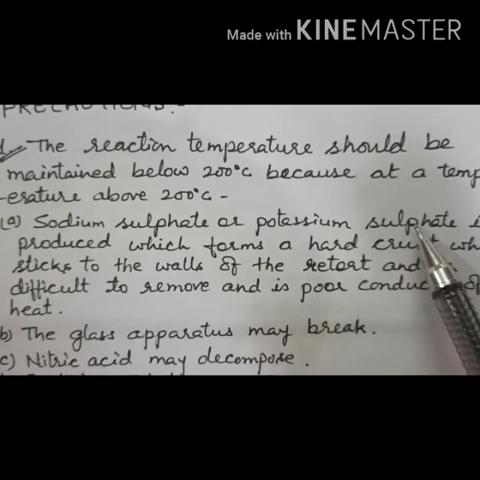 Made with KINEMASTER
PRECAUTIONS:-
1. The reaction temperature should be
maintained below 200°C because at a temp
-erature above 200°C -
(a) Sodium sulphate or potassium sulphate
produced which forms a hard
sticks to the walls of the retort and
difficult to remove and is poor
heat.
b) The glass apparatus may break.
c) Nitric acid may decompose.